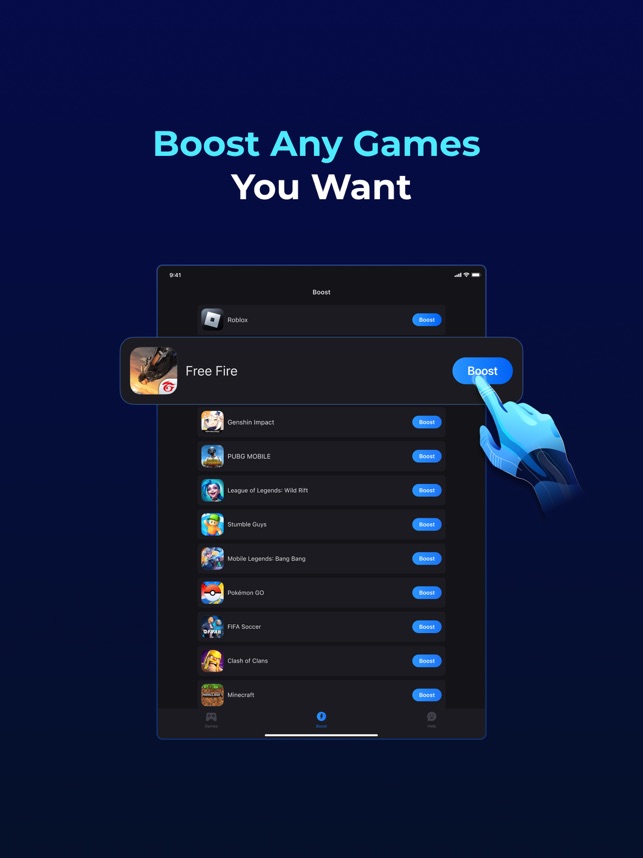 Boost Any Games
You Want
9:41
Boost
Roblox Boost
Free Fire Boost
Genshin Impact Boost
PUBG MOBILE Boost
League of Legends: Wild Rift Boost
Stumble Guys Boost
Mobile Legends: Bang Bang Boost
Pokémon GO Boost
FIFA Soccer Boost
Clash of Clans Boost
Minecraft Boost
Games Boost Help